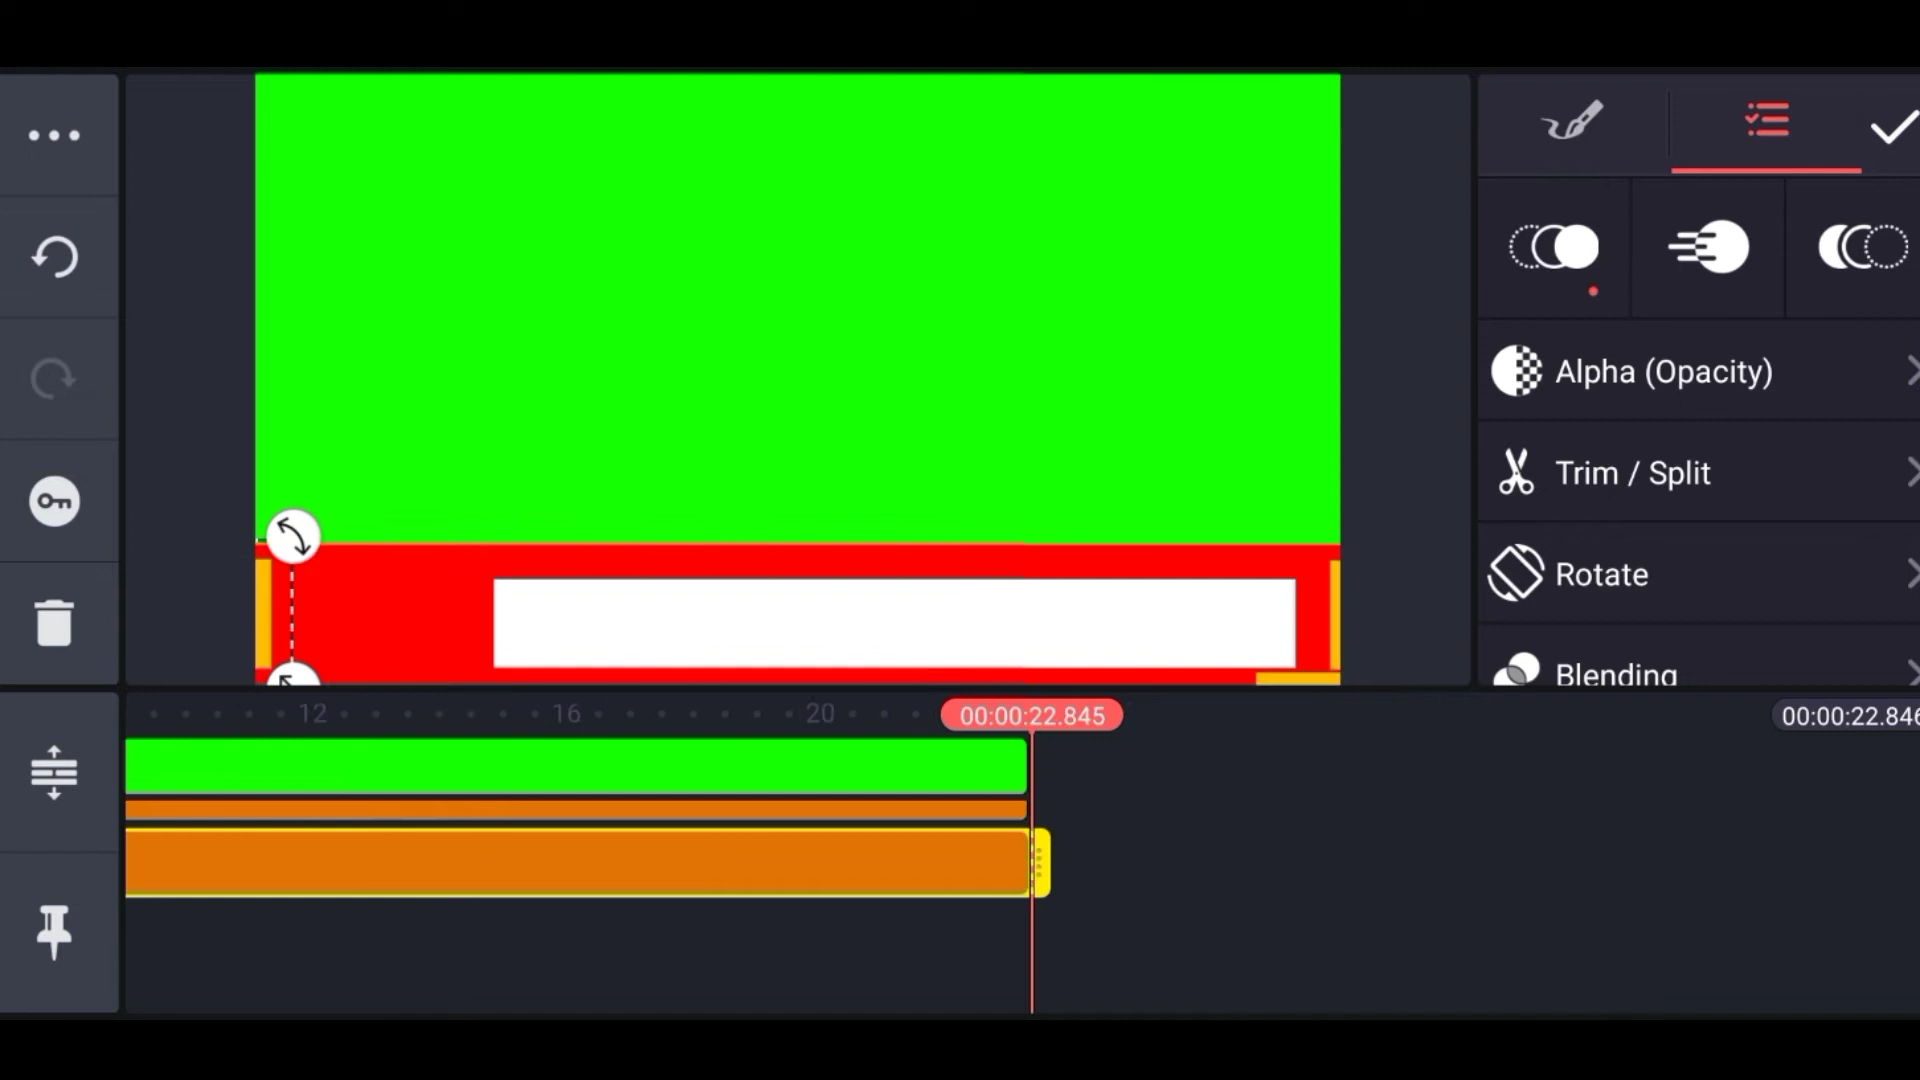 Alpha (Opacity)
Trim / Split
Rotate
Blending
12 16 20 00:00:22.845 00:00:22.846